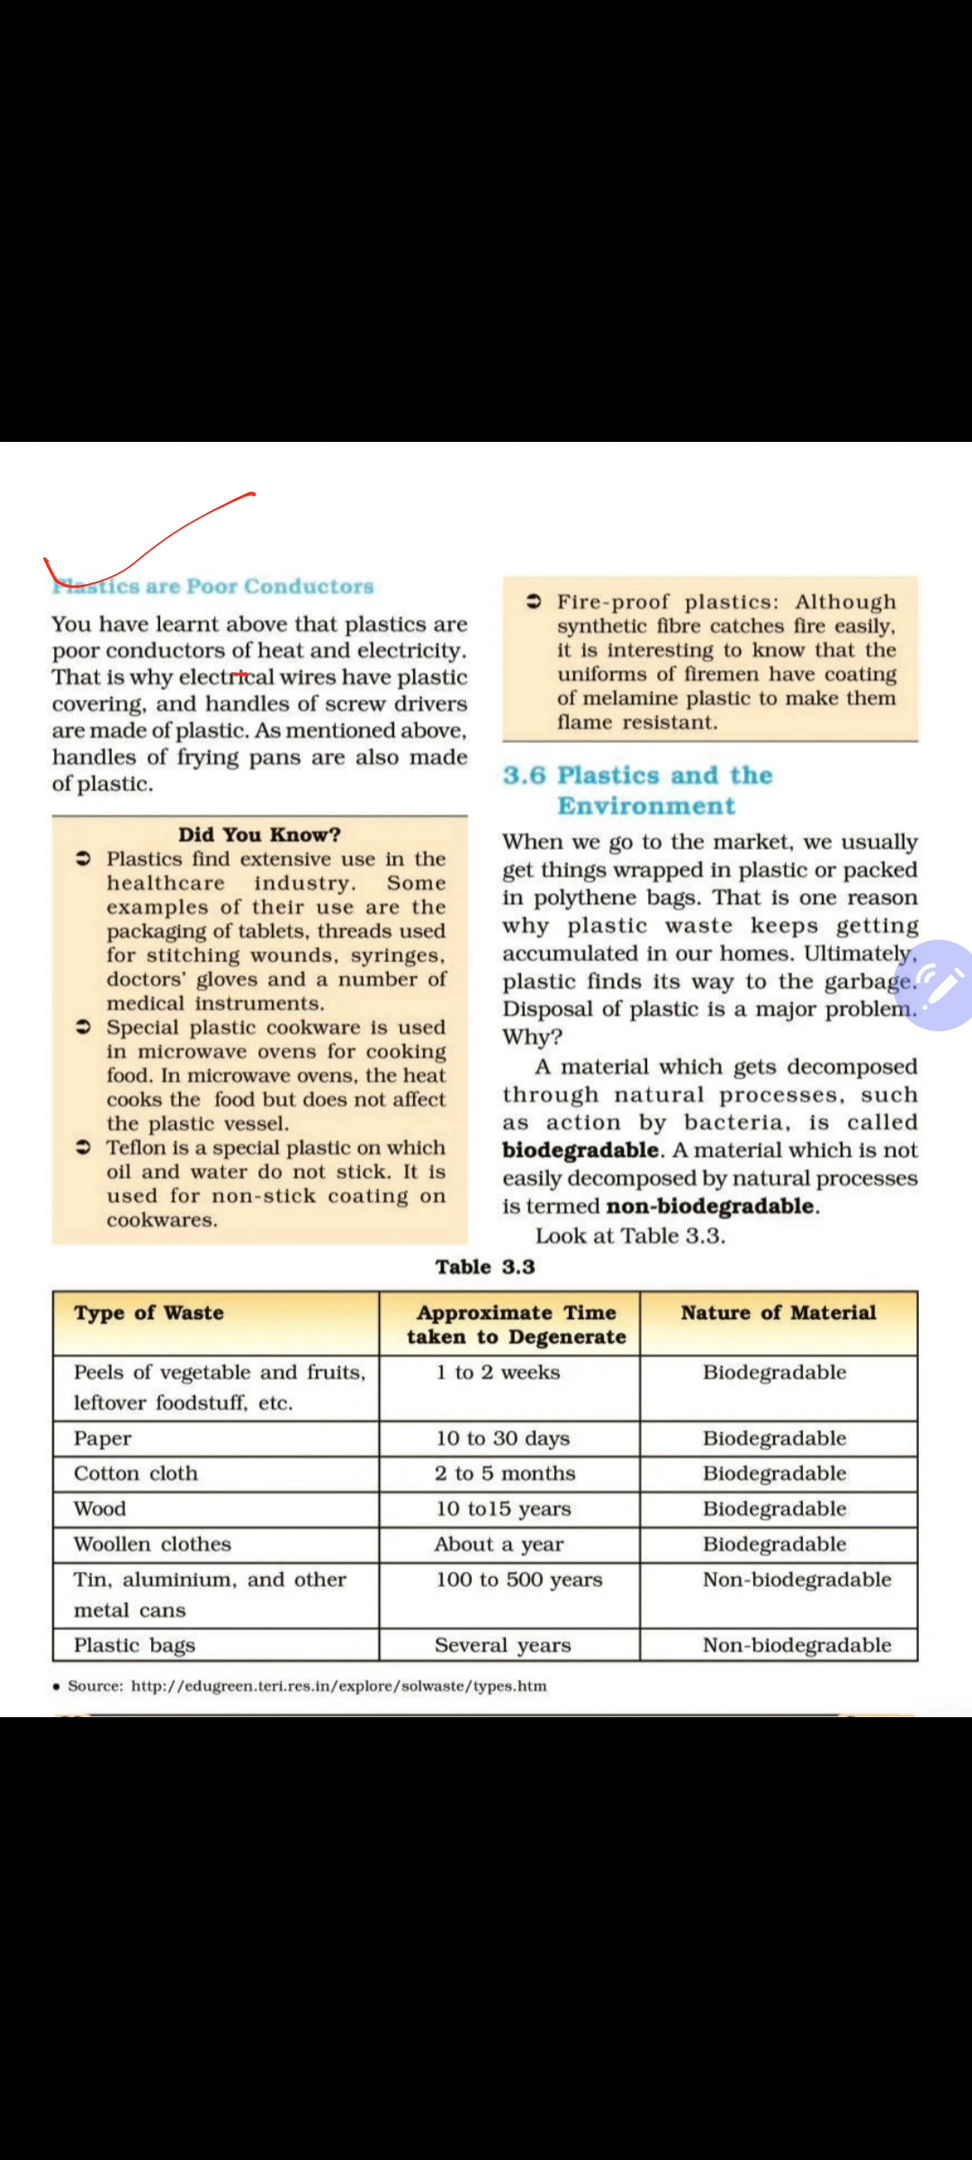 Plastics are Poor Conductors
You have learnt above that plastics are
poor conductors of heat and electricity.
That is why electrical wires have plastic
covering, and handles of screw drivers
are made of plastic. As mentioned above,
handles of frying pans are also made
of plastic.
Did You Know?
➲ Plastics find extensive use in the
healthcare industry. Some
examples of their use are the
packaging of tablets, threads used
for stitching wounds, syringes,
doctors' gloves and a number of
medical instruments.
➲ Special plastic cookware is used
in microwave ovens for cooking
food. In microwave ovens, the heat
cooks the food but does not affect
the plastic vessel.
➲ Teflon is a special plastic on which
oil and water do not stick. It is
used for non-stick coating on
cookwares.
➲ Fire-proof plastics: Although
synthetic fibre catches fire easily,
it is interesting to know that the
uniforms of firemen have coating
of melamine plastic to make them
flame resistant.
3.6 Plastics and the
Environment
When we go to the market, we usually
get things wrapped in plastic or packed
in polythene bags. That is one reason
why plastic waste keeps getting
accumulated in our homes. Ultimately,
plastic finds its way to the garbage.
Disposal of plastic is a major problem.
Why?
A material which gets decomposed
through natural processes, such
as action by bacteria, is called
biodegradable. A material which is not
easily decomposed by natural processes
is termed non-biodegradable.
Look at Table 3.3.
Table 3.3
Type of Waste Approximate Time Nature of Material
taken to Degenerate
Peels of vegetable and fruits, 1 to 2 weeks Biodegradable
leftover foodstuff, etc.
Paper 10 to 30 days Biodegradable
Cotton cloth 2 to 5 months Biodegradable
Wood 10 to15 years Biodegradable
Woollen clothes About a year Biodegradable
Tin, aluminium, and other 100 to 500 years Non-biodegradable
metal cans
Plastic bags Several years Non-biodegradable
• Source: http://edugreen.teri.res.in/explore/solwaste/types.htm